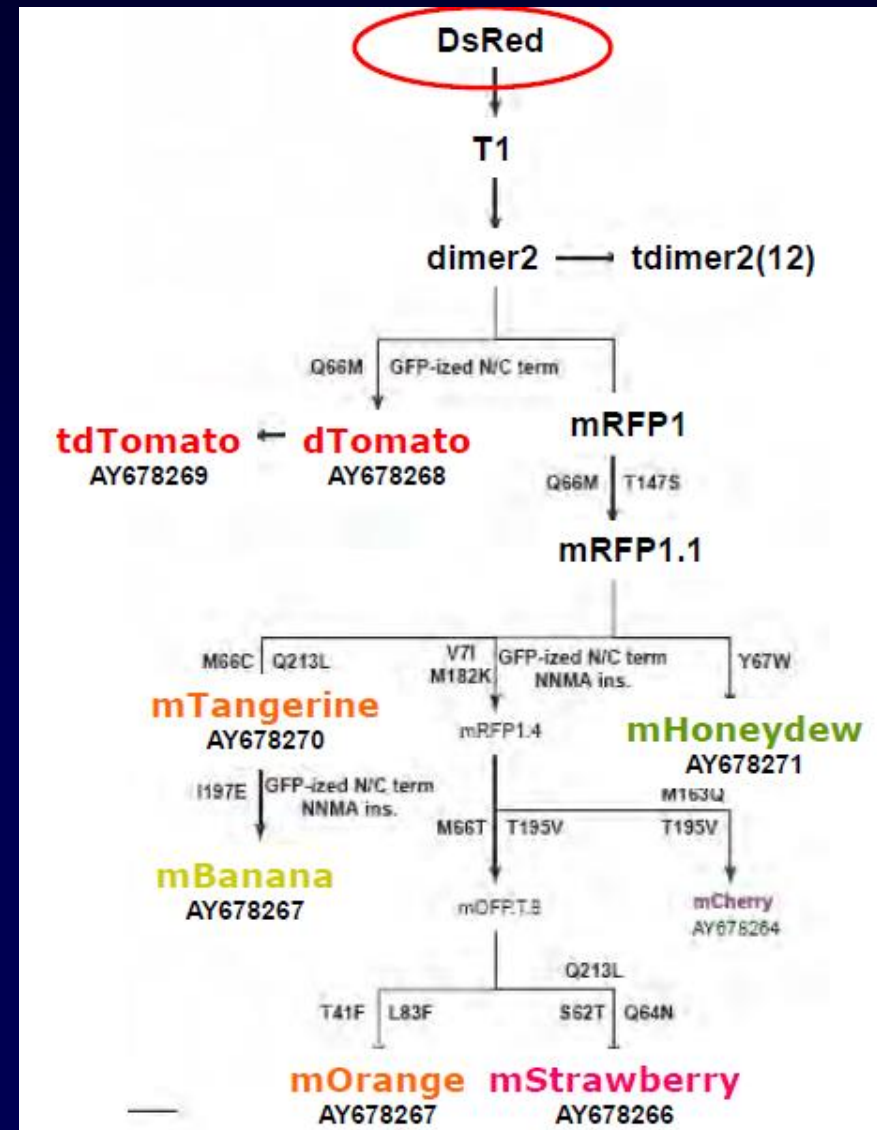 DsRed
T1
dimer2 tdimer2(12)
Q66M GFP-ized N/C term
tdTomato dTomato mRFP1
AY678269 AY678268
Q66M T147S
mRFP1.1
M66C Q213L V7I GFP-ized N/C term Y67W
M182K NNMA ins.
mTangerine mRFP1.4 mHoneydew
AY678270 AY678271
I197E GFP-ized N/C term M163Q
NNMA ins. M66T T195V T195V
mBanana mOFP.T.8 mCherry
AY678267 AY678264
Q213L
T41F L83F S62T Q64N
mOrange mStrawberry
AY678267 AY678266